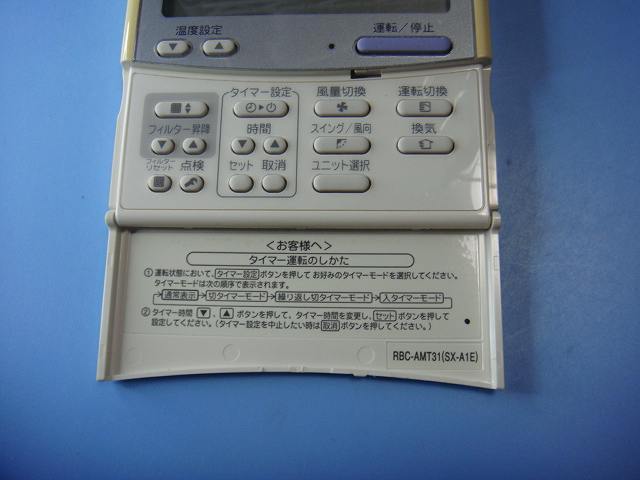 温度設定
運転／停止
タイマー設定
風量切換
運転切換
フィルター昇降
時間
スイング／風向
換気
フィルター
リセット
点検
セット
取消
ユニット選択
＜お客様へ＞
タイマー運転のしかた
①運転状態において、タイマー設定ボタンを押して お好みのタイマーモードを選択してください。
タイマーモードは次の順序で表示されます。
通常表示→切タイマーモード→繰り返し切タイマーモード→入タイマーモード
②タイマー時間▼、▲ボタンを押して、タイマー時間を変更し、セットボタンを押して
設定してください。（タイマー設定を中止したい時は取消ボタンを押してください。）
RBC-AMT31(SX-A1E)